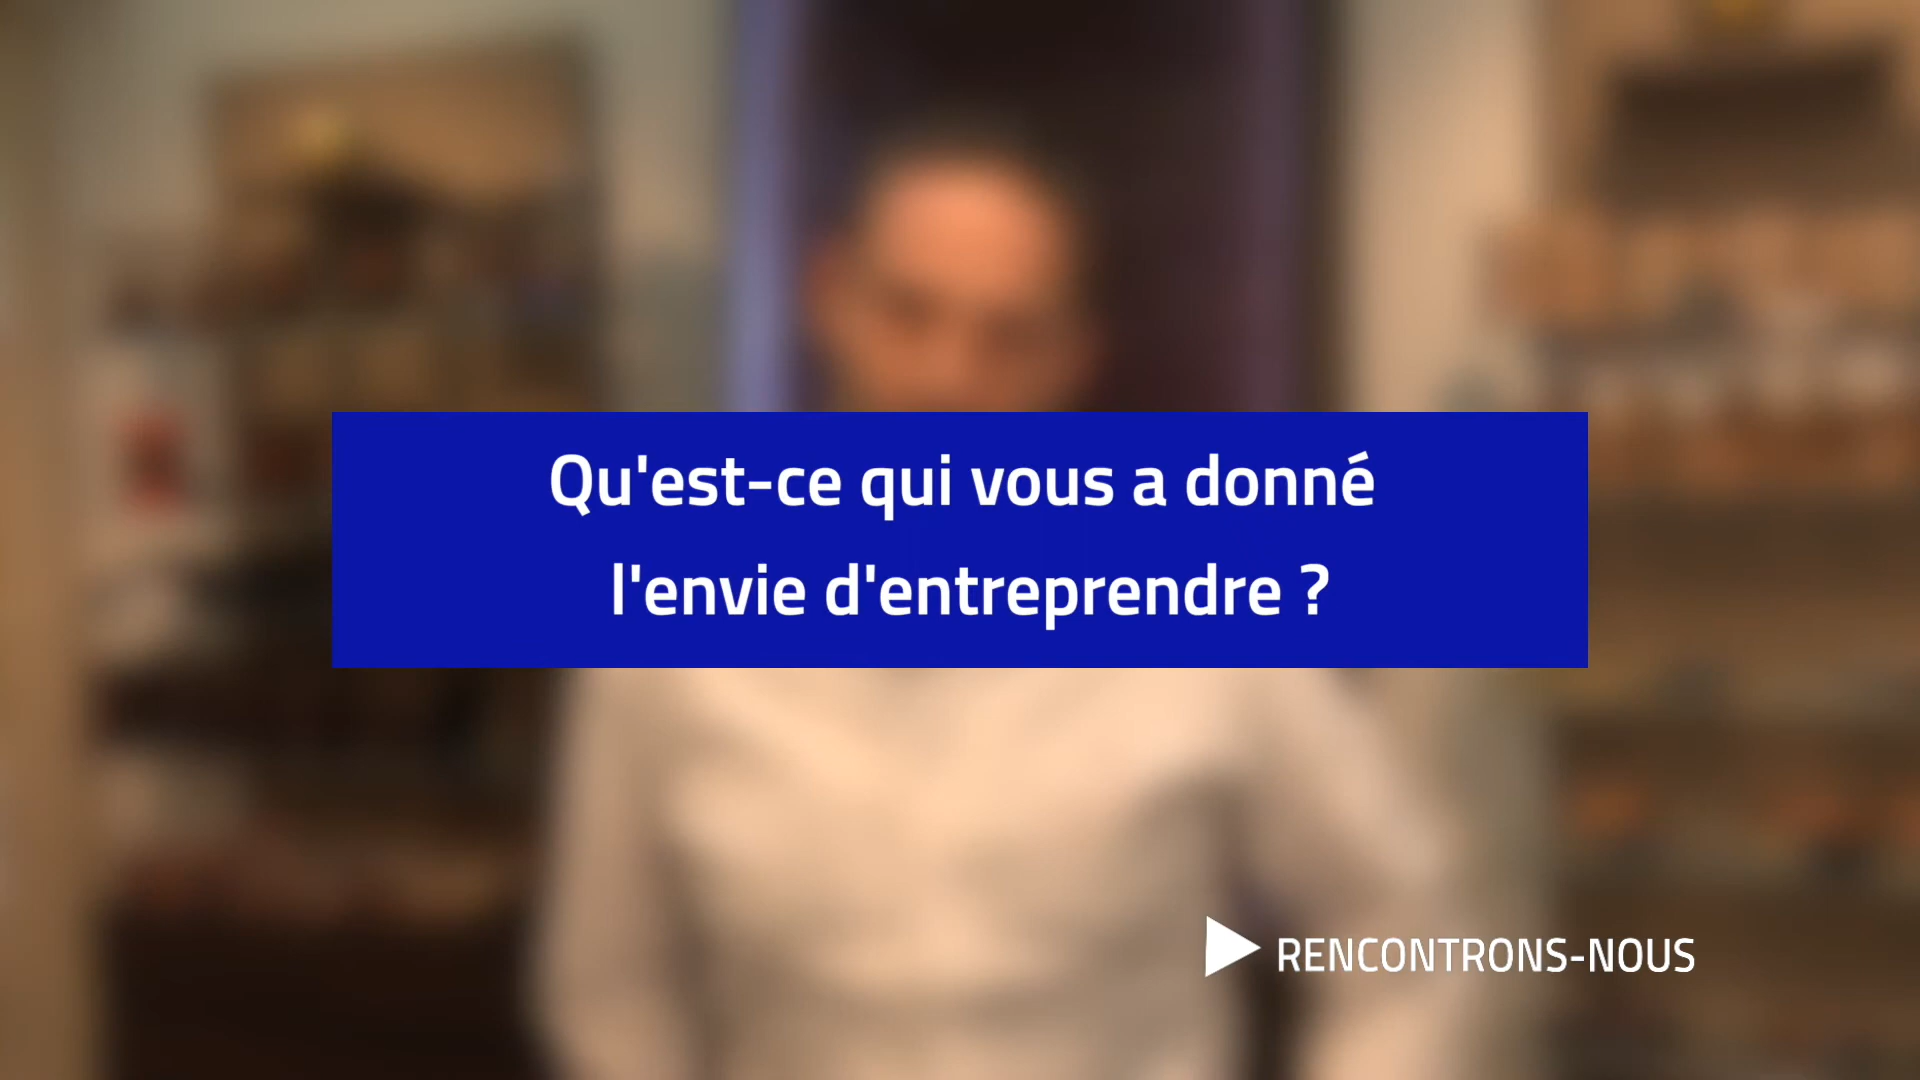 Qu'est-ce qui vous a donné
l'envie d'entreprendre ?
RENCONTRONS-NOUS